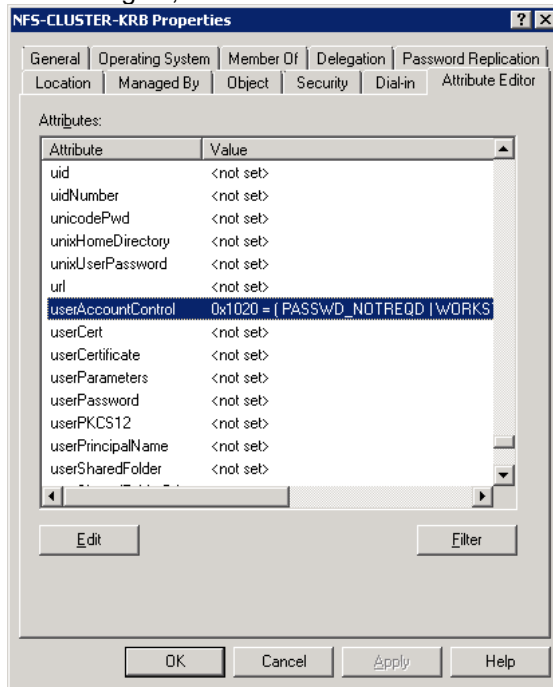 NFS-CLUSTER-KRB Properties
General Operating System Member Of Delegation Password Replication
Location Managed By Object Security Dial-in Attribute Editor
Attributes:
Attribute Value
uid <not set>
uidNumber <not set>
unicodePwd <not set>
unixHomeDirectory <not set>
unixUserPassword <not set>
url <not set>
userAccountControl 0x1020 = ( PASSWD_NOTREQD | WORKS
userCert <not set>
userCertificate <not set>
userParameters <not set>
userPassword <not set>
userPKCS12 <not set>
userPrincipalName <not set>
userSharedFolder <not set>
Edit Filter
OK Cancel Apply Help